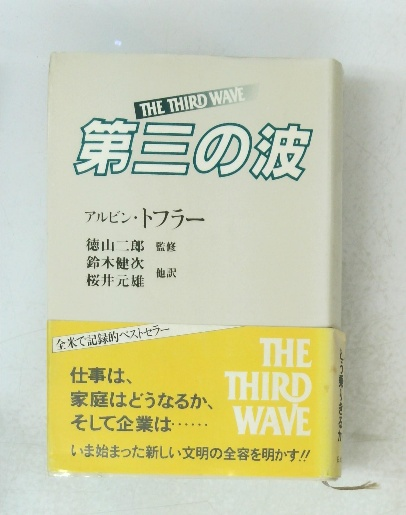 THE THIRD WAVE
第三の波
アルビン・トフラー
徳山二郎 監修
鈴木健次
桜井元雄 他訳
全米で記録的ベストセラー
仕事は、
家庭はどうなるか、
そして企業は……
THE
THIRD
WAVE
いま始まった新しい文明の全容を明かす!!